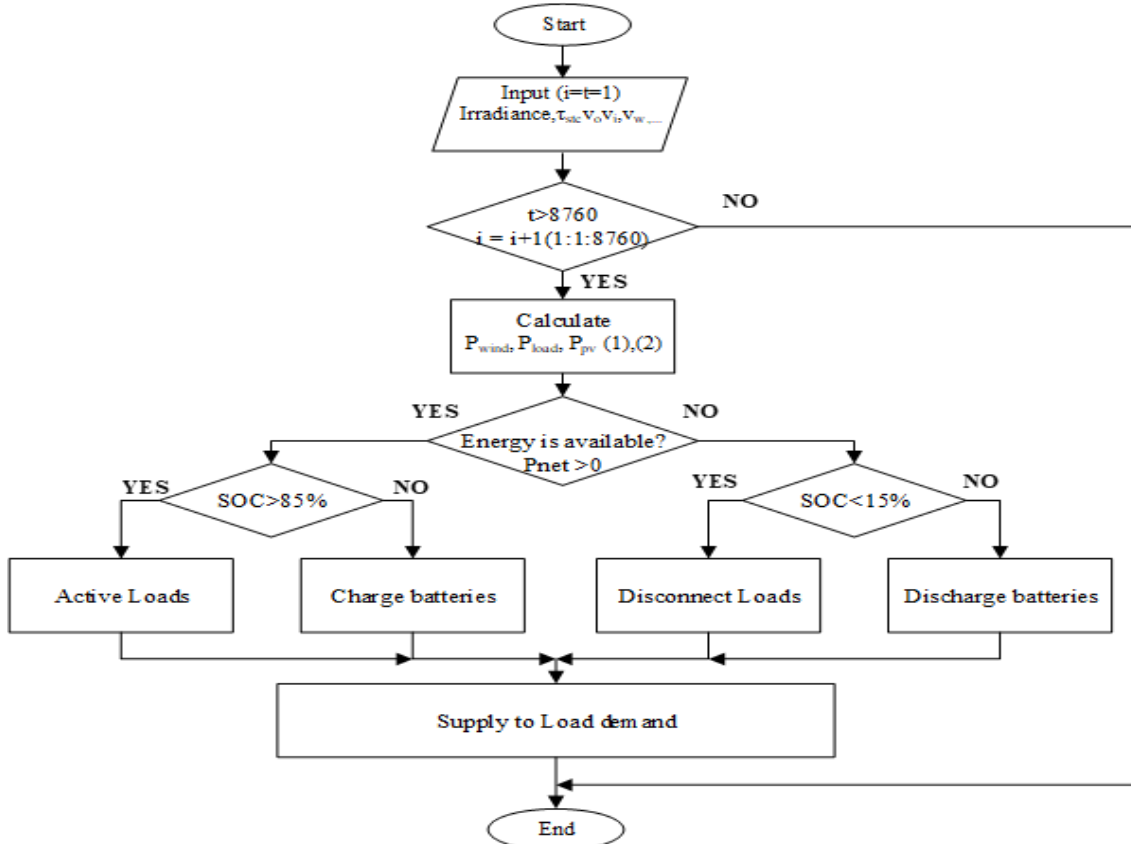 Start
Input (i=t=1)
Irradiance,τstc vo vi, vw ,...
NO
t>8760
i = i+1(1:1:8760)
YES
Calculate
Pwind, Pload, Ppv (1),(2)
YES
NO
Energy is available?
Pnet >0
YES
SOC>85%
NO
YES
SOC<15%
NO
Active Loads
Charge batteries
Disconnect Loads
Discharge batteries
Supply to Load demand
End